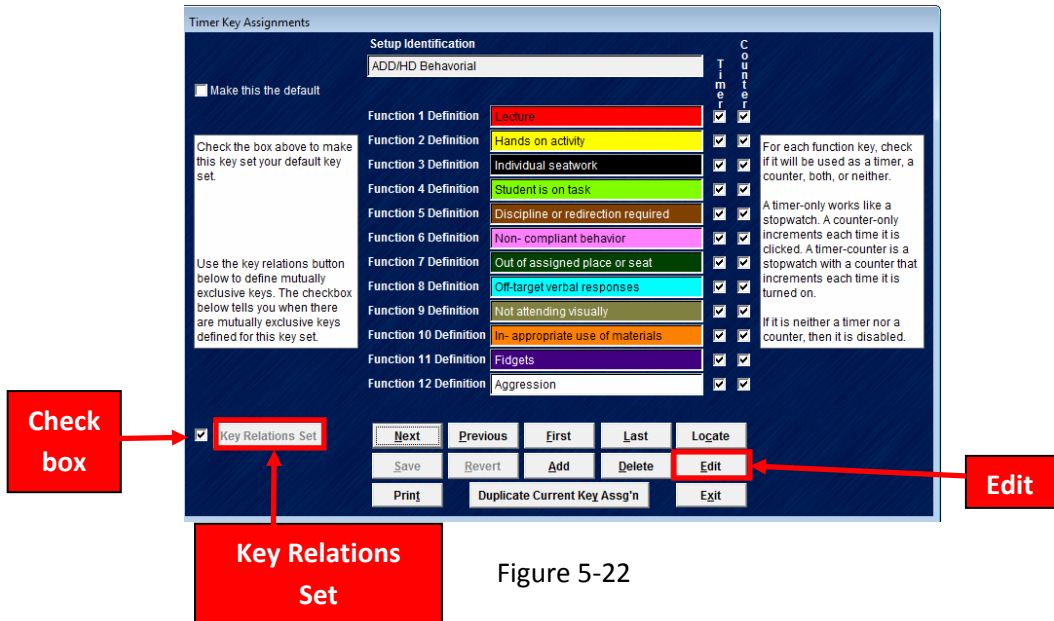 Timer Key Assignments
Setup Identification
ADD/HD Behavorial
Timer
Counter
Make this the default
Function 1 Definition Lecture
Function 2 Definition Hands on activity
Function 3 Definition Individual seatwork
Function 4 Definition Student is on task
Function 5 Definition Discipline or redirection required
Function 6 Definition Non- compliant behavior
Function 7 Definition Out of assigned place or seat
Function 8 Definition Off-target verbal responses
Function 9 Definition Not attending visually
Function 10 Definition In- appropriate use of materials
Function 11 Definition Fidgets
Function 12 Definition Aggression
Check the box above to make
this key set your default key
set.
Use the key relations button
below to define mutually
exclusive keys. The checkbox
below tells you when there
are mutually exclusive keys
defined for this key set.
For each function key, check
if it will be used as a timer, a
counter, both, or neither.
A timer-only works like a
stopwatch. A counter-only
increments each time it is
clicked. A timer-counter is a
stopwatch with a counter that
increments each time it is
turned on.
If it is neither a timer nor a
counter, then it is disabled.
Check
box
Key Relations Set
Next Previous First Last Locate
Save Revert Add Delete Edit
Print Duplicate Current Key Assg'n Exit
Edit
Key Relations
Set
Figure 5-22